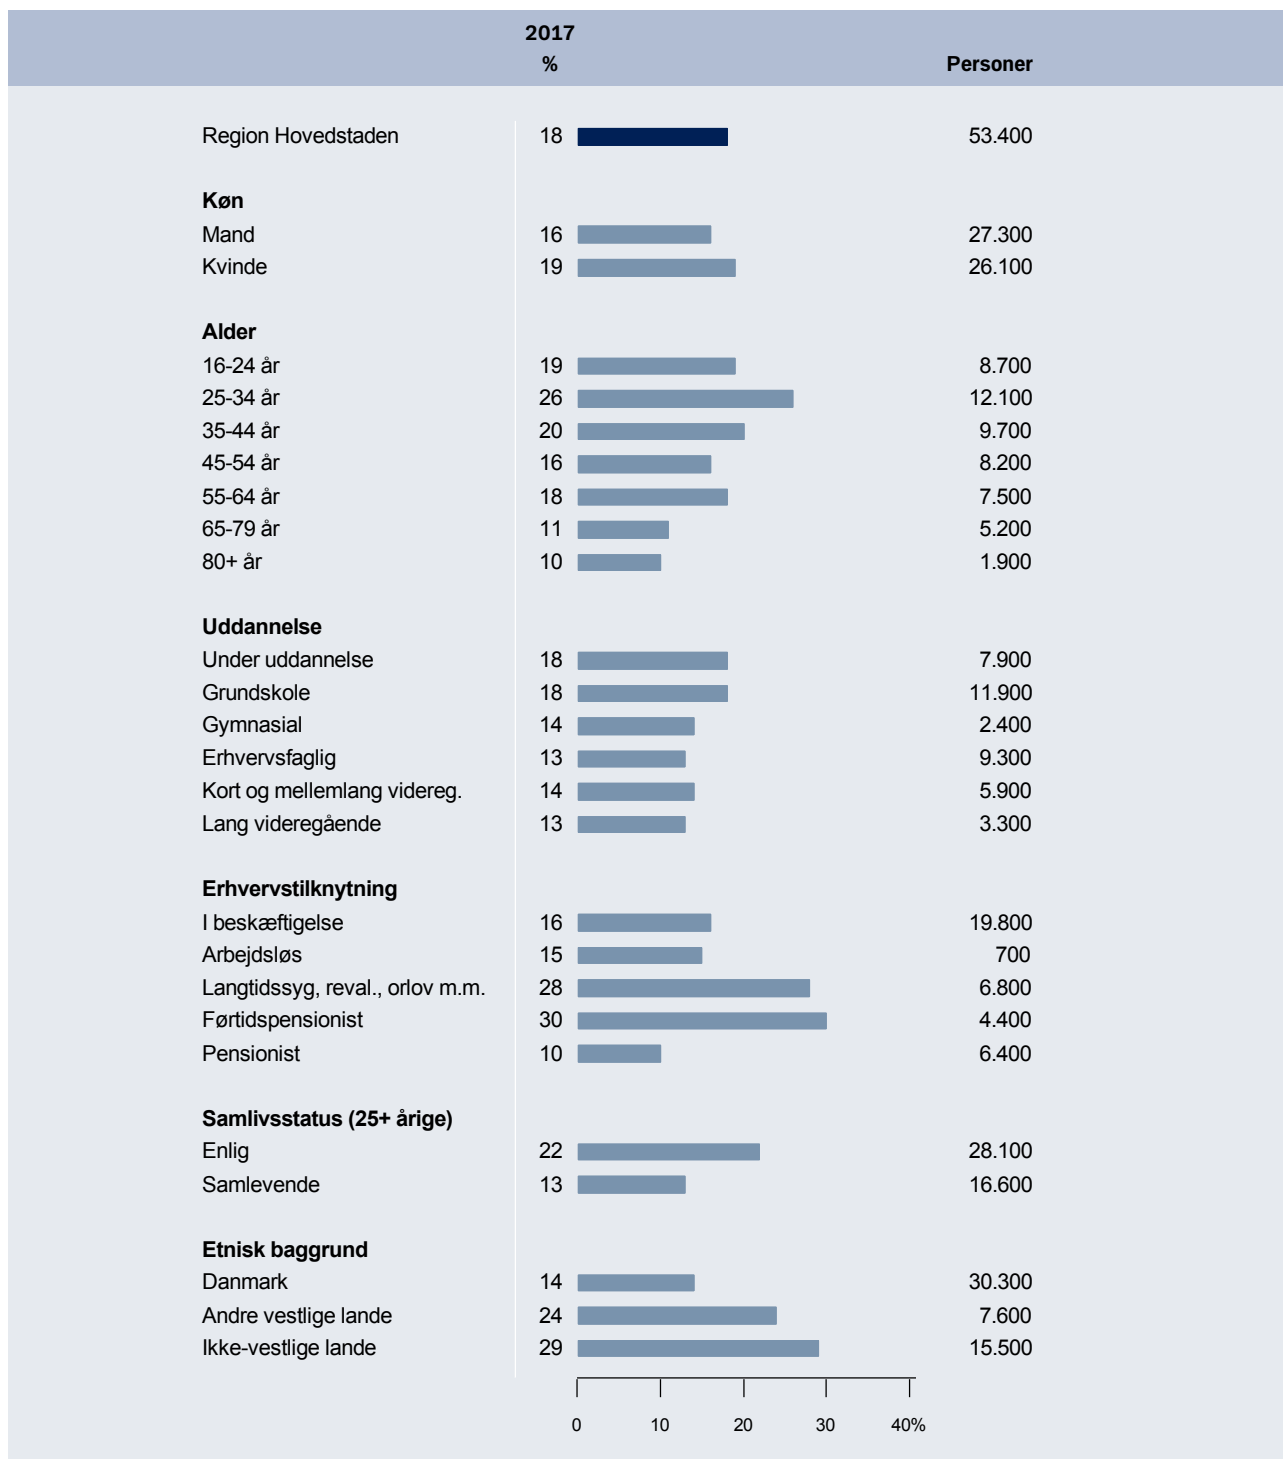 2017
% Personer
Region Hovedstaden 18 53.400
Køn
Mand 16 27.300
Kvinde 19 26.100
Alder
16-24 år 19 8.700
25-34 år 26 12.100
35-44 år 20 9.700
45-54 år 16 8.200
55-64 år 18 7.500
65-79 år 11 5.200
80+ år 10 1.900
Uddannelse
Under uddannelse 18 7.900
Grundskole 18 11.900
Gymnasial 14 2.400
Erhvervsfaglig 13 9.300
Kort og mellemlang videreg. 14 5.900
Lang videregående 13 3.300
Erhvervstilknytning
I beskæftigelse 16 19.800
Arbejdsløs 15 700
Langtidssyg, reval., orlov m.m. 28 6.800
Førtidspensionist 30 4.400
Pensionist 10 6.400
Samlivsstatus (25+ årige)
Enlig 22 28.100
Samlevende 13 16.600
Etnisk baggrund
Danmark 14 30.300
Andre vestlige lande 24 7.600
Ikke-vestlige lande 29 15.500
0 10 20 30 40%